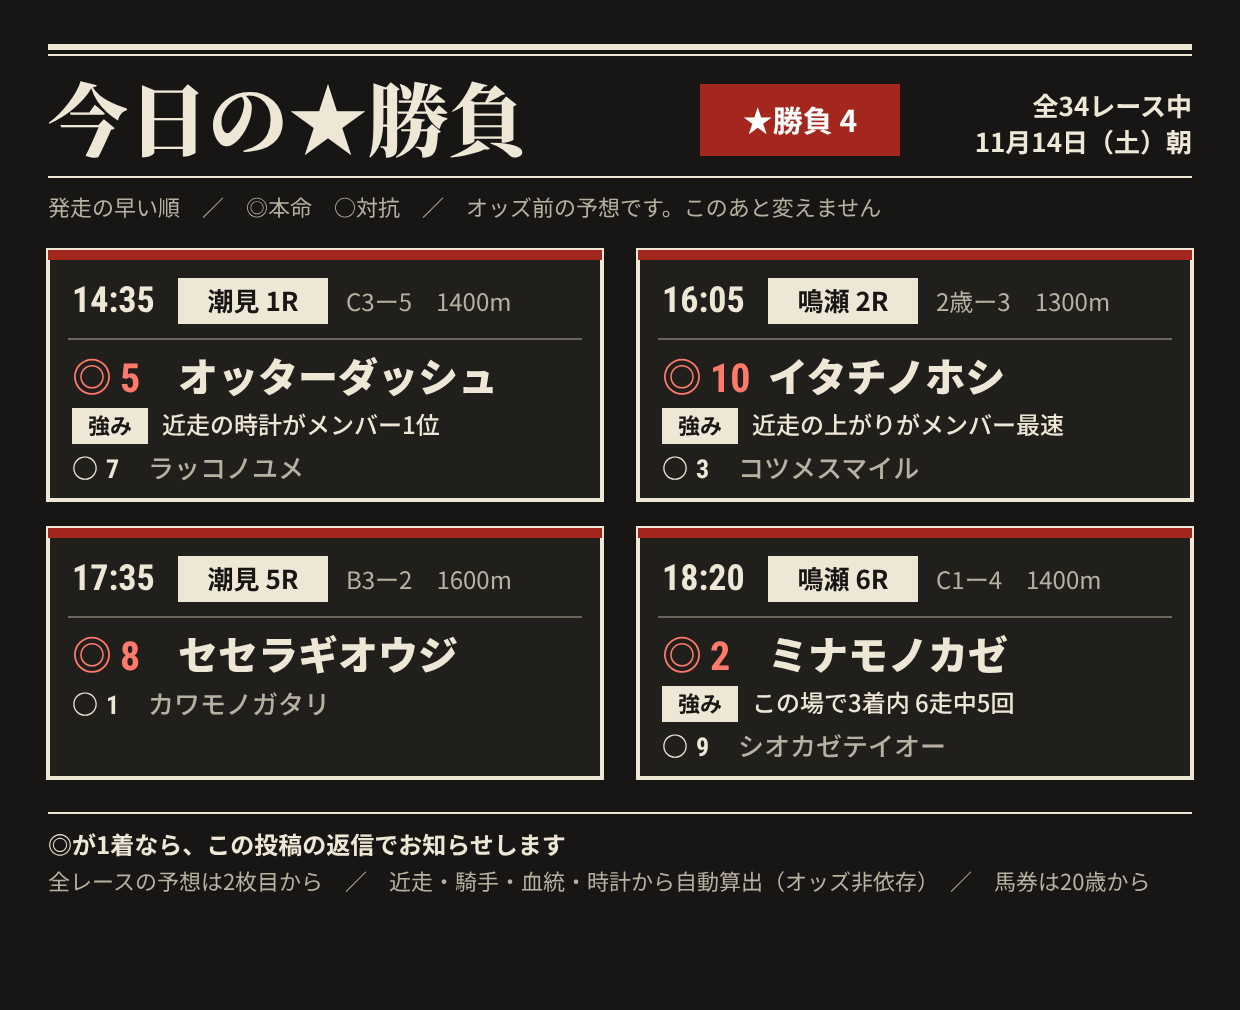 今日の★勝負
★勝負 4
全34レース中
11月14日（土）朝
発走の早い順　／　◎本命　○対抗　／　オッズ前の予想です。このあと変えません
14:35 潮見 1R C3ー5　1400m
◎ 5 オッターダッシュ
強み 近走の時計がメンバー1位
○ 7 ラッコノユメ
16:05 鳴瀬 2R 2歳ー3　1300m
◎ 10 イタチノホシ
強み 近走の上がりがメンバー最速
○ 3 コツメスマイル
17:35 潮見 5R B3ー2　1600m
◎ 8 セセラギオウジ
○ 1 カワモノガタリ
18:20 鳴瀬 6R C1ー4　1400m
◎ 2 ミナモノカゼ
強み この場で3着内 6走中5回
○ 9 シオカゼテイオー
◎が1着なら、この投稿の返信でお知らせします
全レースの予想は2枚目から　／　近走・騎手・血統・時計から自動算出（オッズ非依存）　／　馬券は20歳から